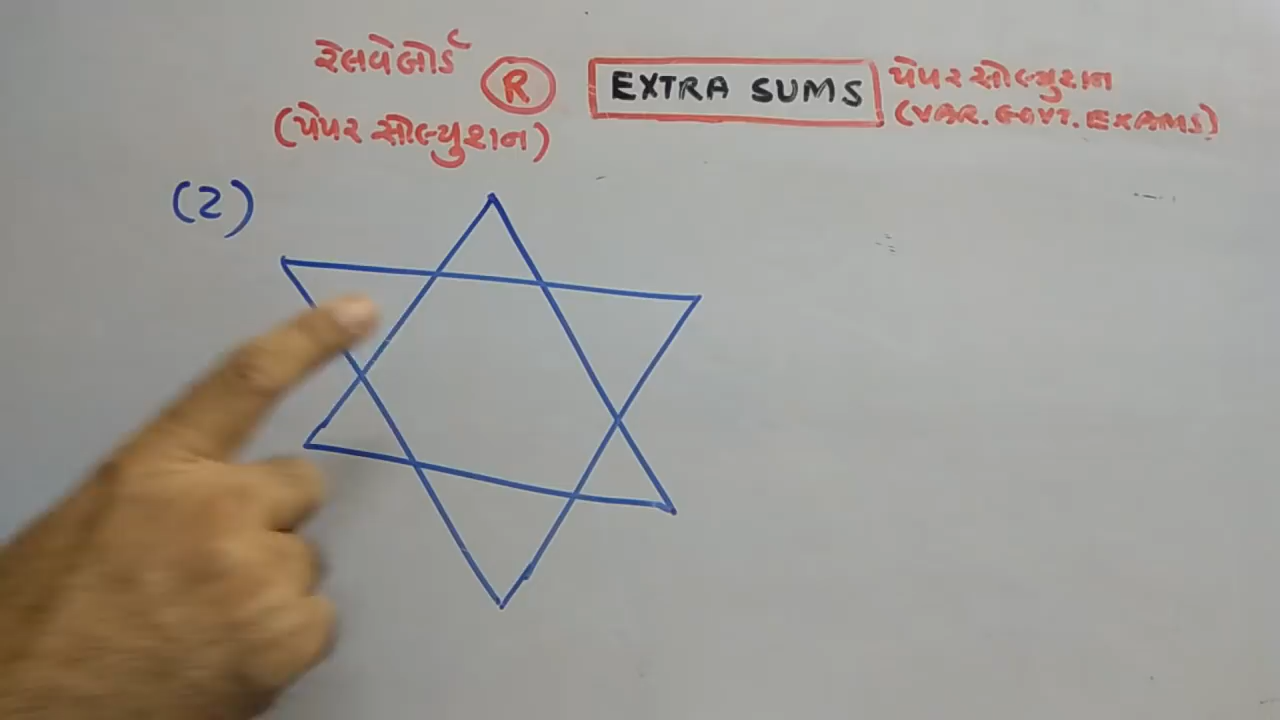 રેલવેબોર્ડ
(પેપર સોલ્યુશન)
R
EXTRA SUMS
પેપર સોલ્યુશન
(VAR. GOVT. EXAMS)
(2)